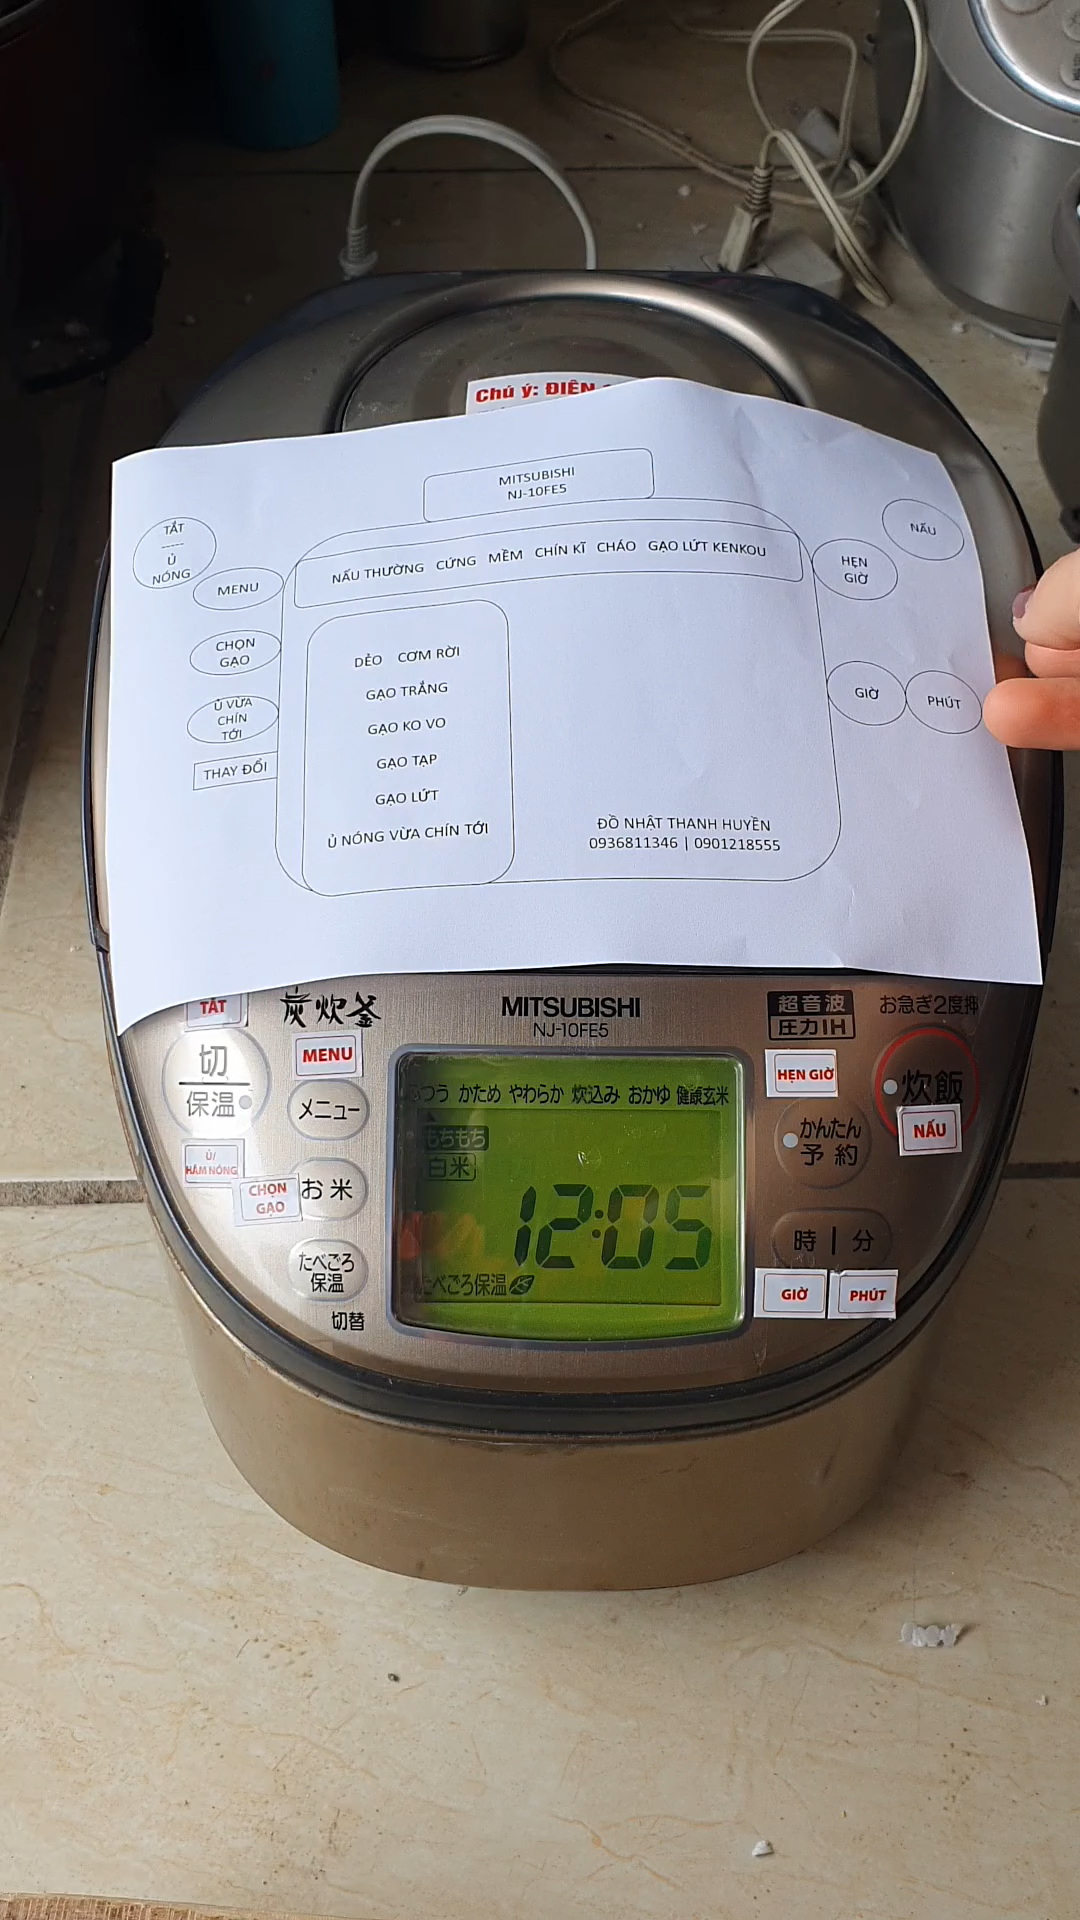 Chú ý: ĐIỆN
MITSUBISHI
NJ-10FE5
TẮT
Ủ
NÓNG
MENU
NẤU THƯỜNG CỨNG MỀM CHÍN KĨ CHÁO GẠO LỨT KENKOU
HẸN
GIỜ
NẤU
CHỌN
GẠO
DẺO CƠM RỜI
GẠO TRẮNG
GẠO KO VO
GẠO TẠP
GẠO LỨT
Ủ NÓNG VỪA CHÍN TỚI
Ủ VỪA
CHÍN
TỚI
THAY ĐỔI
GIỜ
PHÚT
ĐỒ NHẬT THANH HUYỀN
0936811346 | 0901218555
TẮT
炭炊釜
MITSUBISHI
NJ-10FE5
超音波
圧力IH
お急ぎ2度押
切
保温
MENU
メニュー
Ủ/
HÂM NÓNG
CHỌN
GẠO
お米
たべごろ
保温
切替
ふつう かため やわらか 炊込み おかゆ 健康玄米
もちもち
白米
12:05
たべごろ保温
HẸN GIỜ
かんたん
予約
炊飯
NẤU
時 | 分
GIỜ
PHÚT